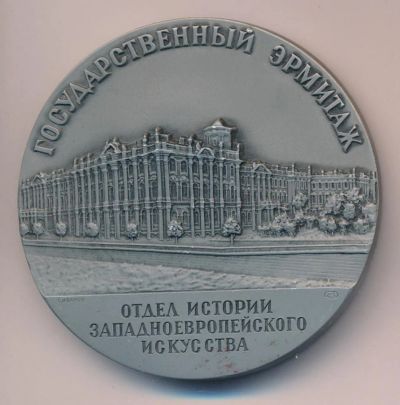 ГОСУДАРСТВЕННЫЙ ЭРМИТАЖ
ОТДЕЛ ИСТОРИИ
ЗАПАДНОЕВРОПЕЙСКОГО
ИСКУССТВА